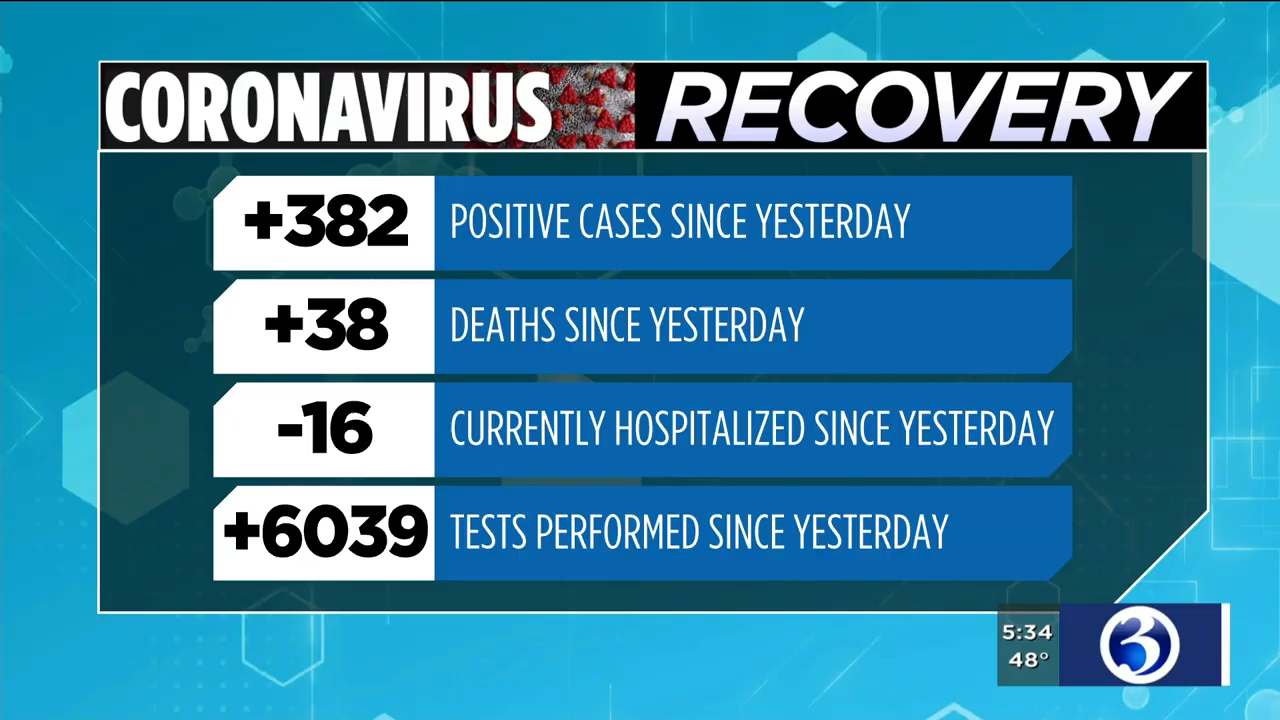 CORONAVIRUS RECOVERY
+382 POSITIVE CASES SINCE YESTERDAY
+38 DEATHS SINCE YESTERDAY
-16 CURRENTLY HOSPITALIZED SINCE YESTERDAY
+6039 TESTS PERFORMED SINCE YESTERDAY
5:34
48°
3